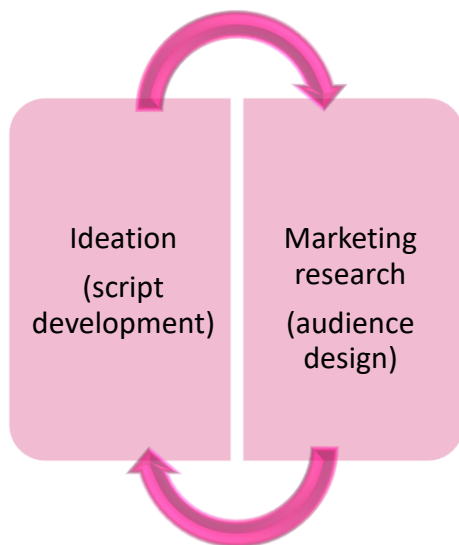 Ideation
(script
development)
Marketing
research
(audience
design)